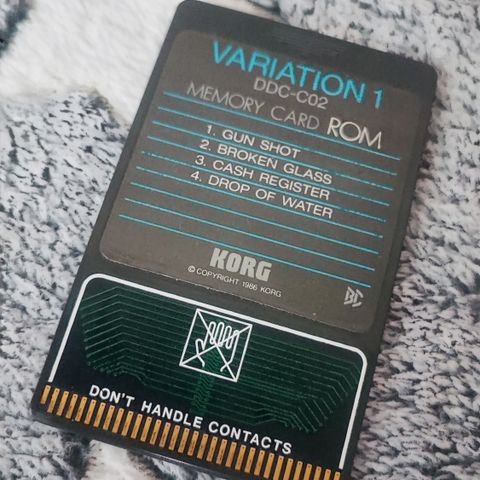 VARIATION 1
DDC-C02
MEMORY CARD ROM
1. GUN SHOT
2. BROKEN GLASS
3. CASH REGISTER
4. DROP OF WATER
KORG
© COPYRIGHT 1986 KORG
DON'T HANDLE CONTACTS